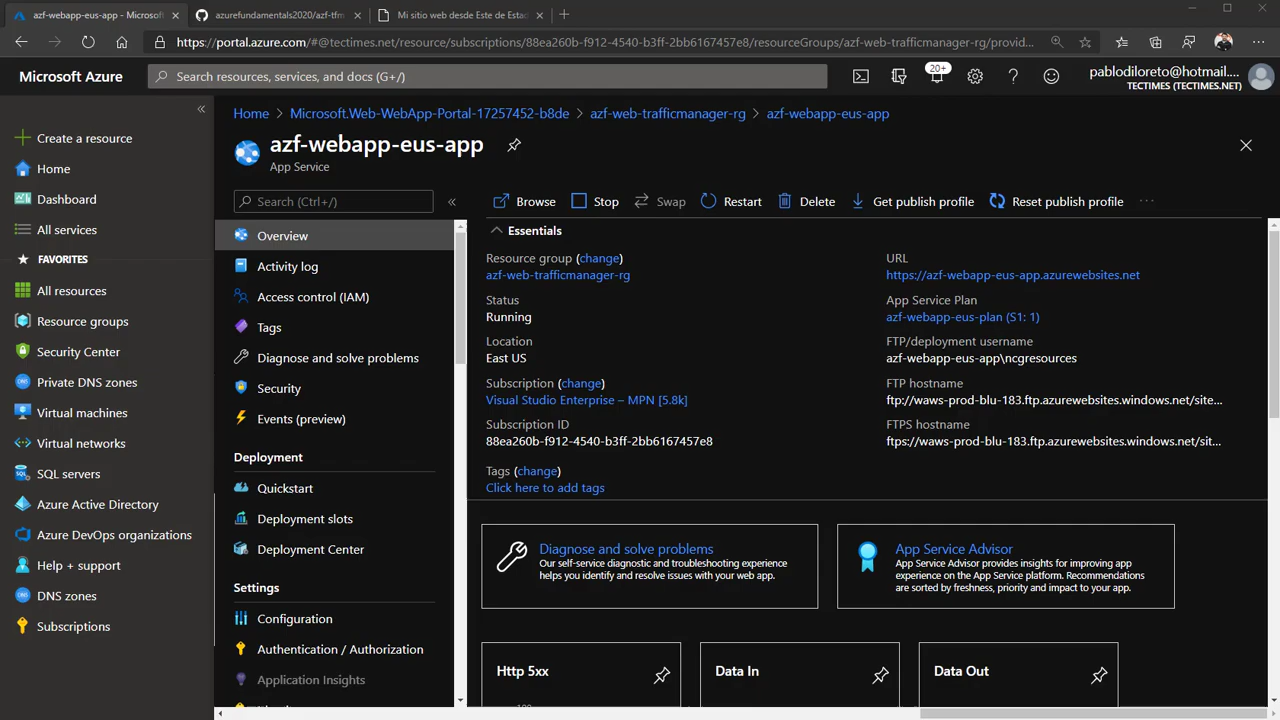 azf-webapp-eus-app - Microsoft
azurefundamentals2020/azf-tfm
Mi sitio web desde Este de Estad
https://portal.azure.com/#@tectimes.net/resource/subscriptions/88ea260b-f912-4540-b3ff-2bb6167457e8/resourceGroups/azf-web-trafficmanager-rg/provid...
Microsoft Azure
Search resources, services, and docs (G+/)
20+
pablodiloreto@hotmail....
TECTIMES (TECTIMES.NET)
Create a resource
Home
Dashboard
All services
FAVORITES
All resources
Resource groups
Security Center
Private DNS zones
Virtual machines
Virtual networks
SQL servers
Azure Active Directory
Azure DevOps organizations
Help + support
DNS zones
Subscriptions
Home > Microsoft.Web-WebApp-Portal-17257452-b8de > azf-web-trafficmanager-rg > azf-webapp-eus-app
azf-webapp-eus-app
App Service
Search (Ctrl+/)
Overview
Activity log
Access control (IAM)
Tags
Diagnose and solve problems
Security
Events (preview)
Deployment
Quickstart
Deployment slots
Deployment Center
Settings
Configuration
Authentication / Authorization
Application Insights
Browse Stop Swap Restart Delete Get publish profile Reset publish profile ...
Essentials
Resource group (change)
azf-web-trafficmanager-rg
Status
Running
Location
East US
Subscription (change)
Visual Studio Enterprise – MPN [5.8k]
Subscription ID
88ea260b-f912-4540-b3ff-2bb6167457e8
Tags (change)
Click here to add tags
URL
https://azf-webapp-eus-app.azurewebsites.net
App Service Plan
azf-webapp-eus-plan (S1: 1)
FTP/deployment username
azf-webapp-eus-app\ncgresources
FTP hostname
ftp://waws-prod-blu-183.ftp.azurewebsites.windows.net/site...
FTPS hostname
ftps://waws-prod-blu-183.ftp.azurewebsites.windows.net/sit...
Diagnose and solve problems
Our self-service diagnostic and troubleshooting experience
helps you identify and resolve issues with your web app.
App Service Advisor
App Service Advisor provides insights for improving app
experience on the App Service platform. Recommendations
are sorted by freshness, priority and impact to your app.
Http 5xx
100
Data In
Data Out